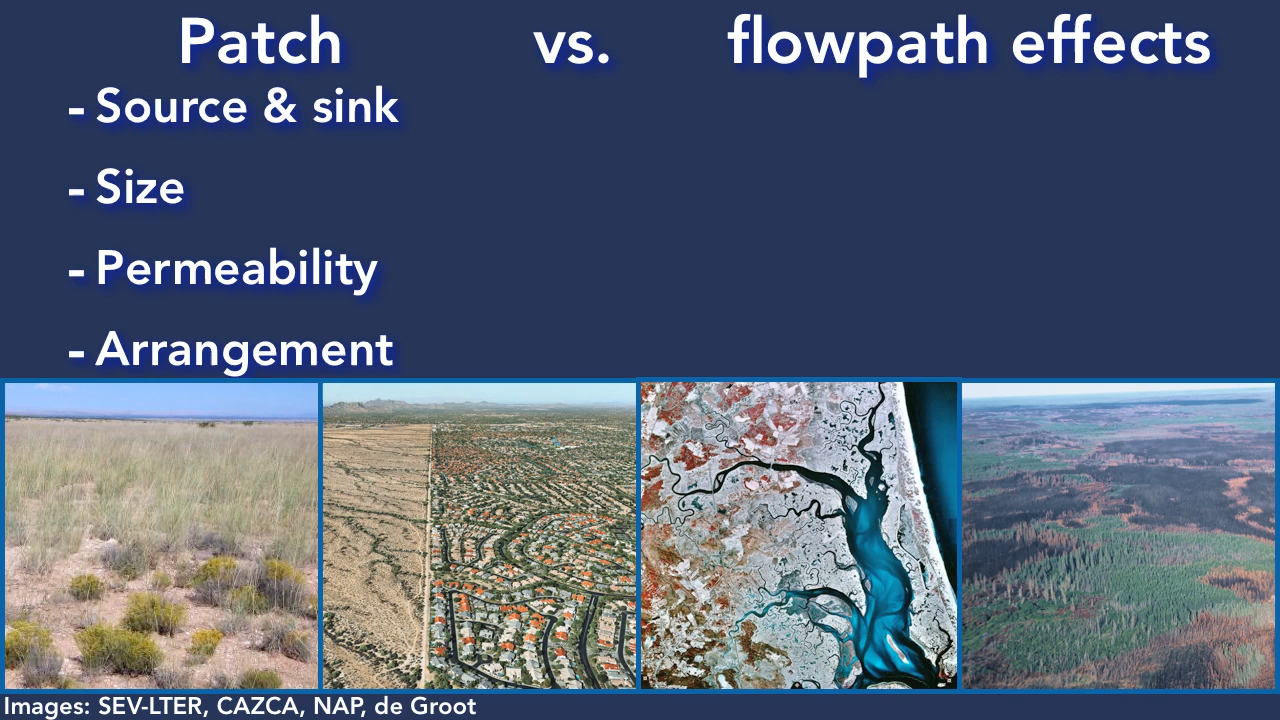 Patch vs. flowpath effects
- Source & sink
- Size
- Permeability
- Arrangement
Images: SEV-LTER, CAZCA, NAP, de Groot